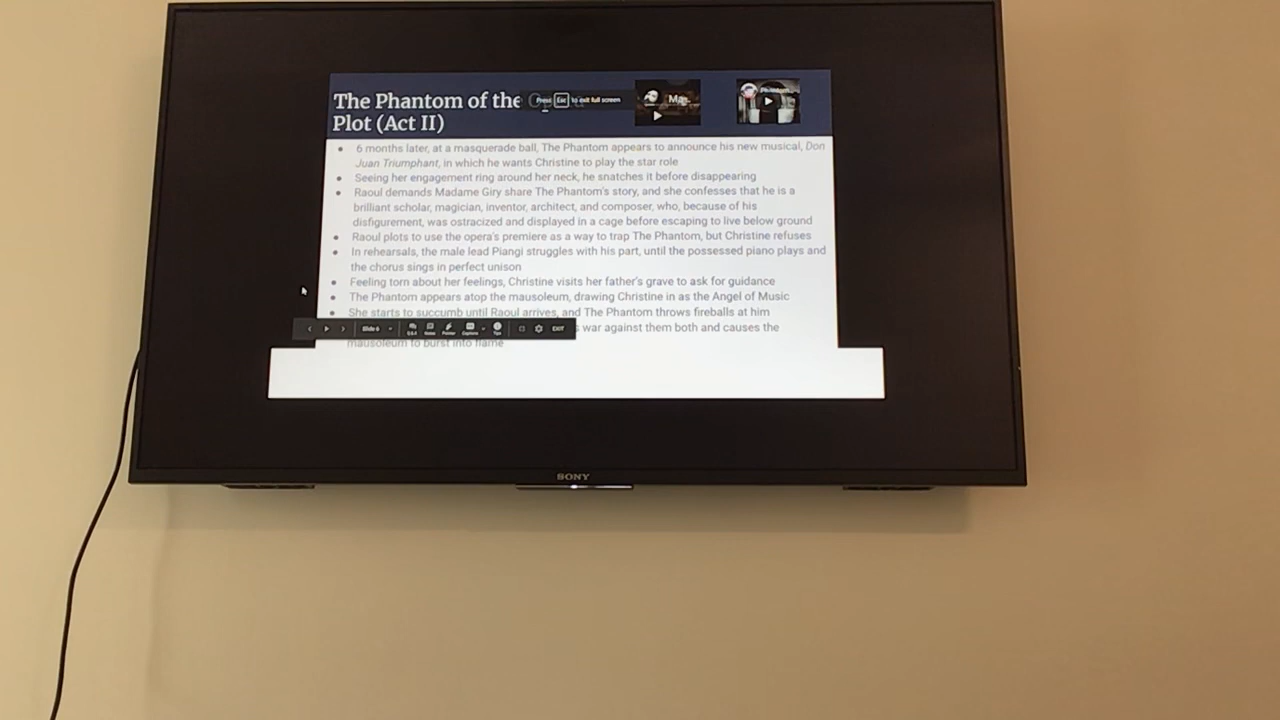 The Phantom of the Opera
Press Esc to exit full screen
Plot (Act II)
Mas..
Phantom...
• 6 months later, at a masquerade ball, The Phantom appears to announce his new musical, Don
Juan Triumphant, in which he wants Christine to play the star role
• Seeing her engagement ring around her neck, he snatches it before disappearing
• Raoul demands Madame Giry share The Phantom's story, and she confesses that he is a
brilliant scholar, magician, inventor, architect, and composer, who, because of his
disfigurement, was ostracized and displayed in a cage before escaping to live below ground
• Raoul plots to use the opera's premiere as a way to trap The Phantom, but Christine refuses
• In rehearsals, the male lead Piangi struggles with his part, until the possessed piano plays and
the chorus sings in perfect unison
• Feeling torn about her feelings, Christine visits her father's grave to ask for guidance
• The Phantom appears atop the mausoleum, drawing Christine in as the Angel of Music
• She starts to succumb until Raoul arrives, and The Phantom throws fireballs at him
s war against them both and causes the
mausoleum to burst into flame
Slide 6
Q&A Notes Pointer Captions Tips EXIT
SONY